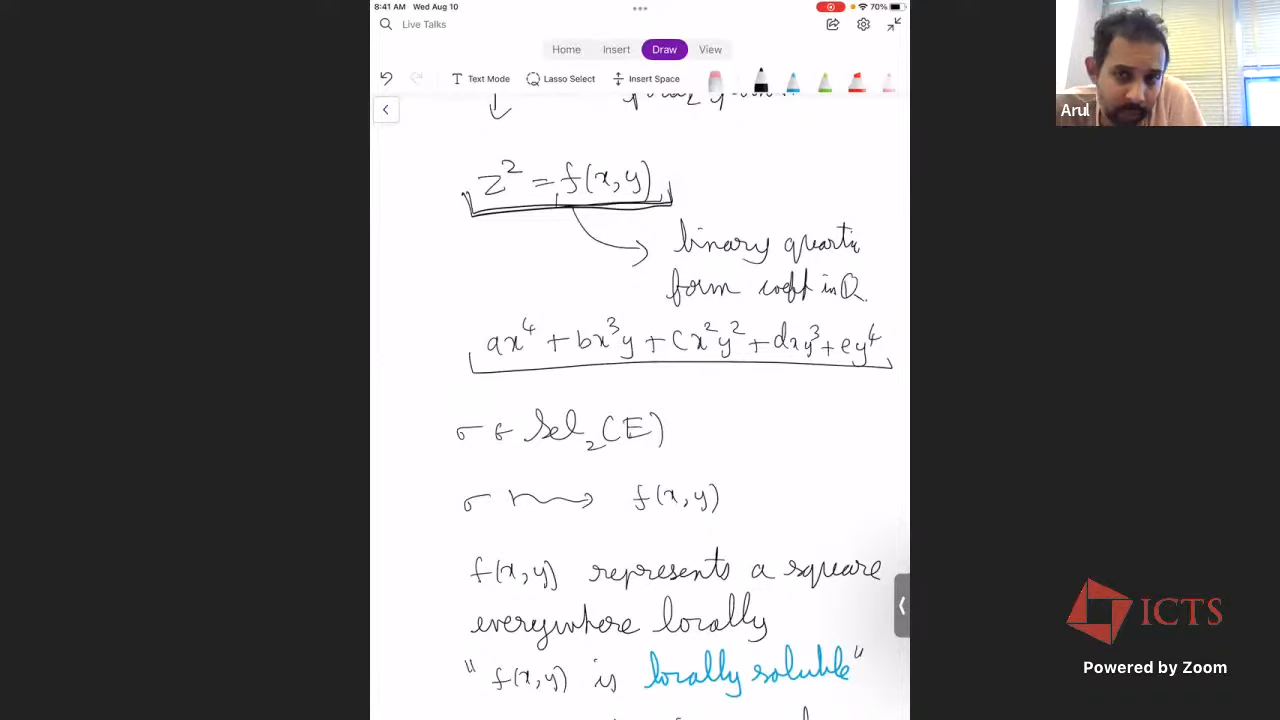 8:41 AM Wed Aug 10
70%
Live Talks
Home Insert Draw View
Text Mode Lasso Select Insert Space
Arul
z² = f(x, y)
binary quartic
form coeff in Q.
ax⁴ + bx³y + cx²y² + dxy³ + ey⁴
σ ∈ Sel₂(E)
σ ⇝ f(x, y)
f(x, y) represents a square
everywhere locally
"f(x, y) is locally soluble"
ICTS
Powered by Zoom